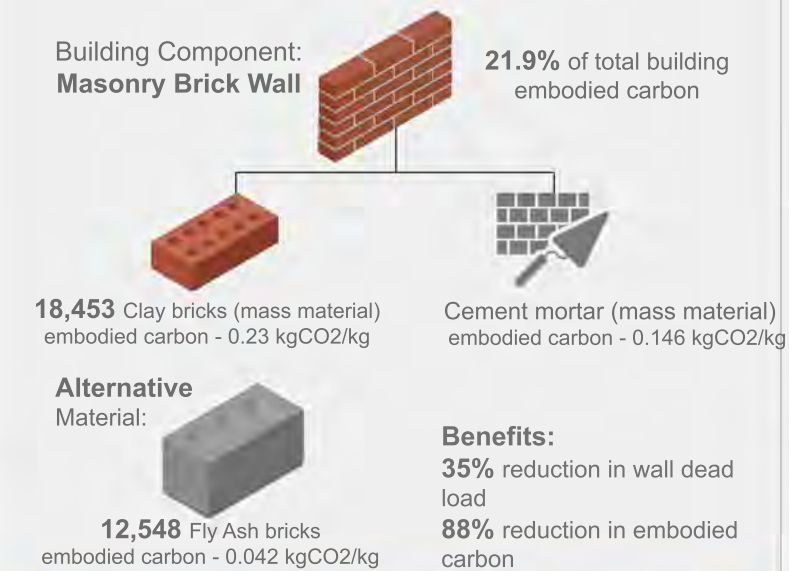 Building Component:
Masonry Brick Wall
21.9% of total building
embodied carbon
18,453 Clay bricks (mass material)
embodied carbon - 0.23 kgCO2/kg
Cement mortar (mass material)
embodied carbon - 0.146 kgCO2/kg
Alternative
Material:
12,548 Fly Ash bricks
embodied carbon - 0.042 kgCO2/kg
Benefits:
35% reduction in wall dead
load
88% reduction in embodied
carbon